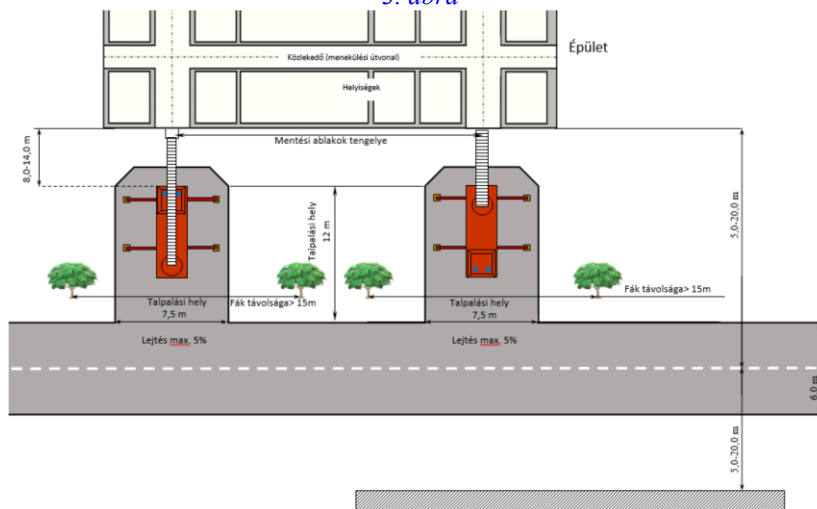 3. ábra
Épület
Közlekedő (menekülési útvonal)
Helyiségek
Mentési ablakok tengelye
8,0-14,0 m
Talpalási hely
12 m
5,0-20,0 m
Talpalási hely
7,5 m
Fák távolsága> 15m
Talpalási hely
7,5 m
Fák távolsága> 15m
Lejtés max. 5%
Lejtés max. 5%
6,0 m
5,0-20,0 m